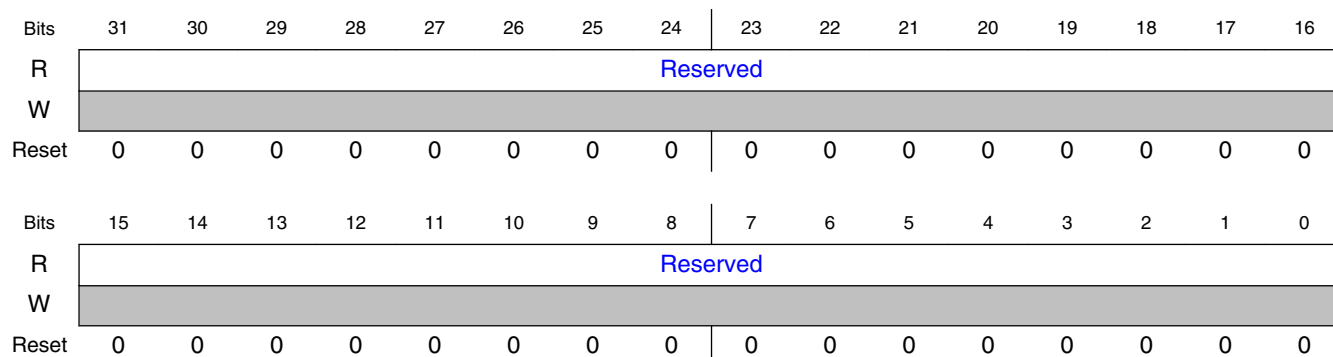 Bits 31 30 29 28 27 26 25 24 23 22 21 20 19 18 17 16
R Reserved
W
Reset 0 0 0 0 0 0 0 0 0 0 0 0 0 0 0 0
Bits 15 14 13 12 11 10 9 8 7 6 5 4 3 2 1 0
R Reserved
W
Reset 0 0 0 0 0 0 0 0 0 0 0 0 0 0 0 0